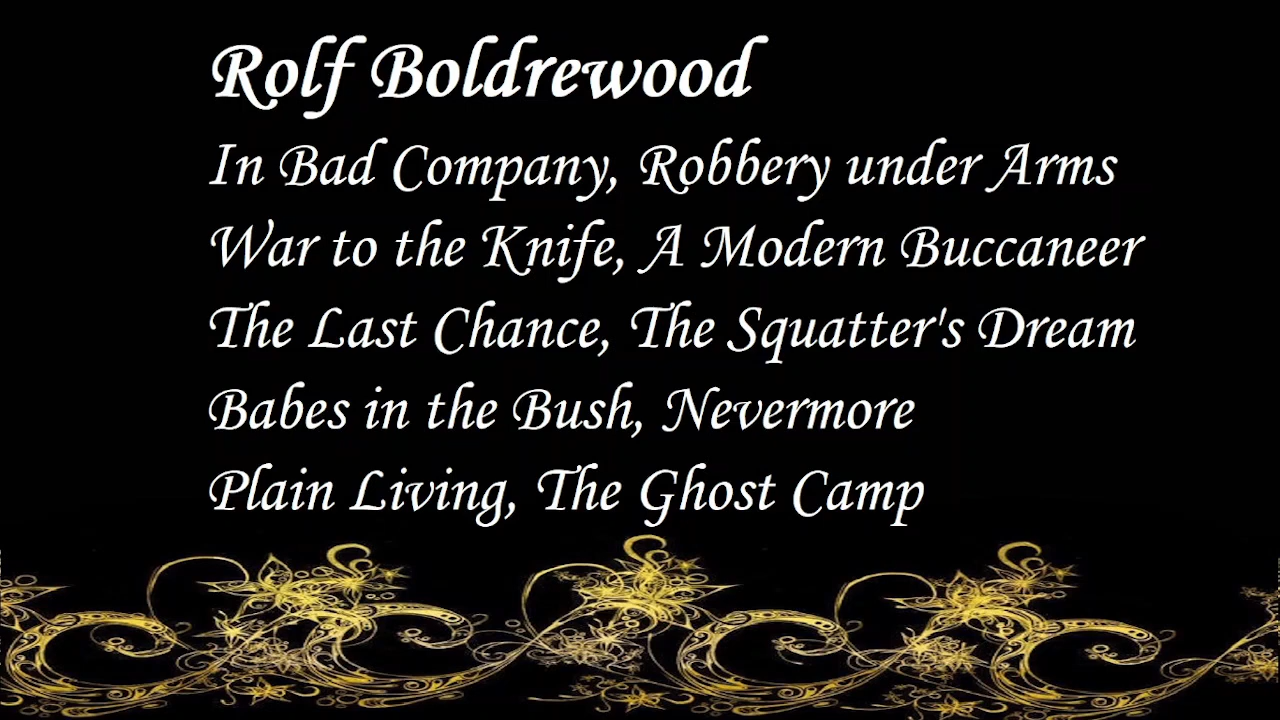 Rolf Boldrewood
In Bad Company, Robbery under Arms
War to the Knife, A Modern Buccaneer
The Last Chance, The Squatter's Dream
Babes in the Bush, Nevermore
Plain Living, The Ghost Camp